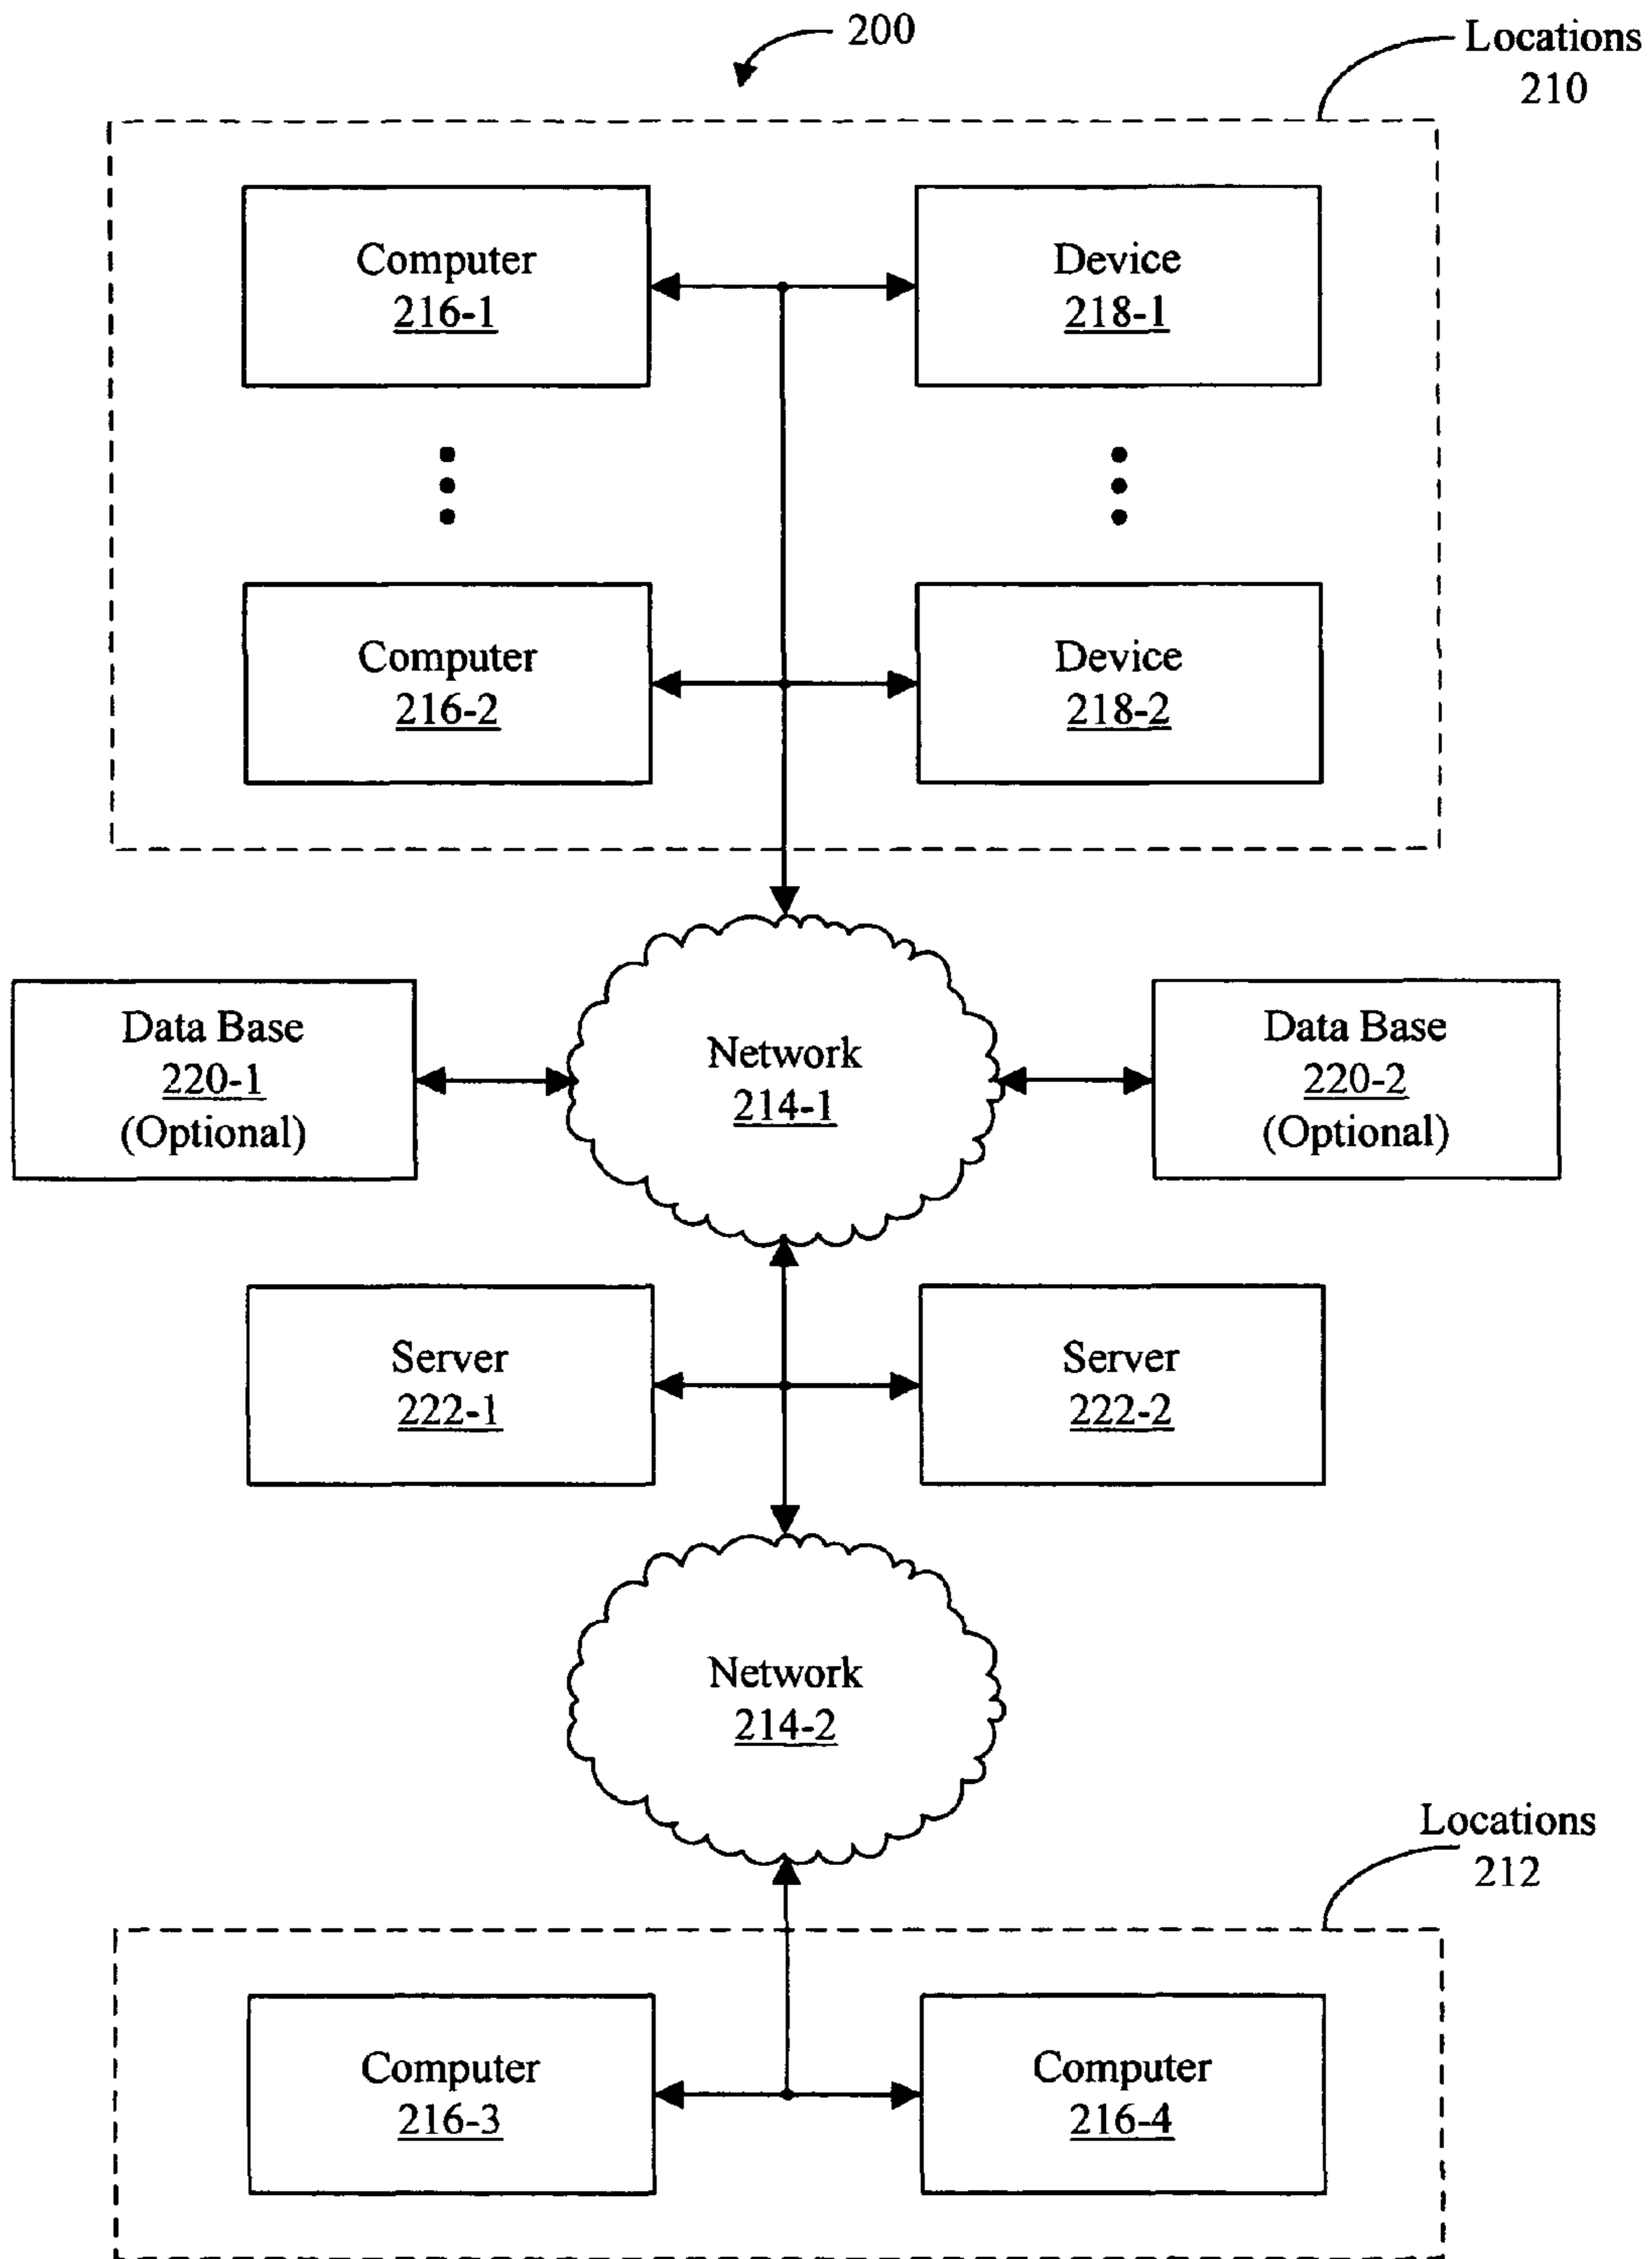 200
Locations
210
Computer
216-1
Device
218-1
Computer
216-2
Device
218-2
Data Base
220-1
(Optional)
Network
214-1
Data Base
220-2
(Optional)
Server
222-1
Server
222-2
Network
214-2
Locations
212
Computer
216-3
Computer
216-4